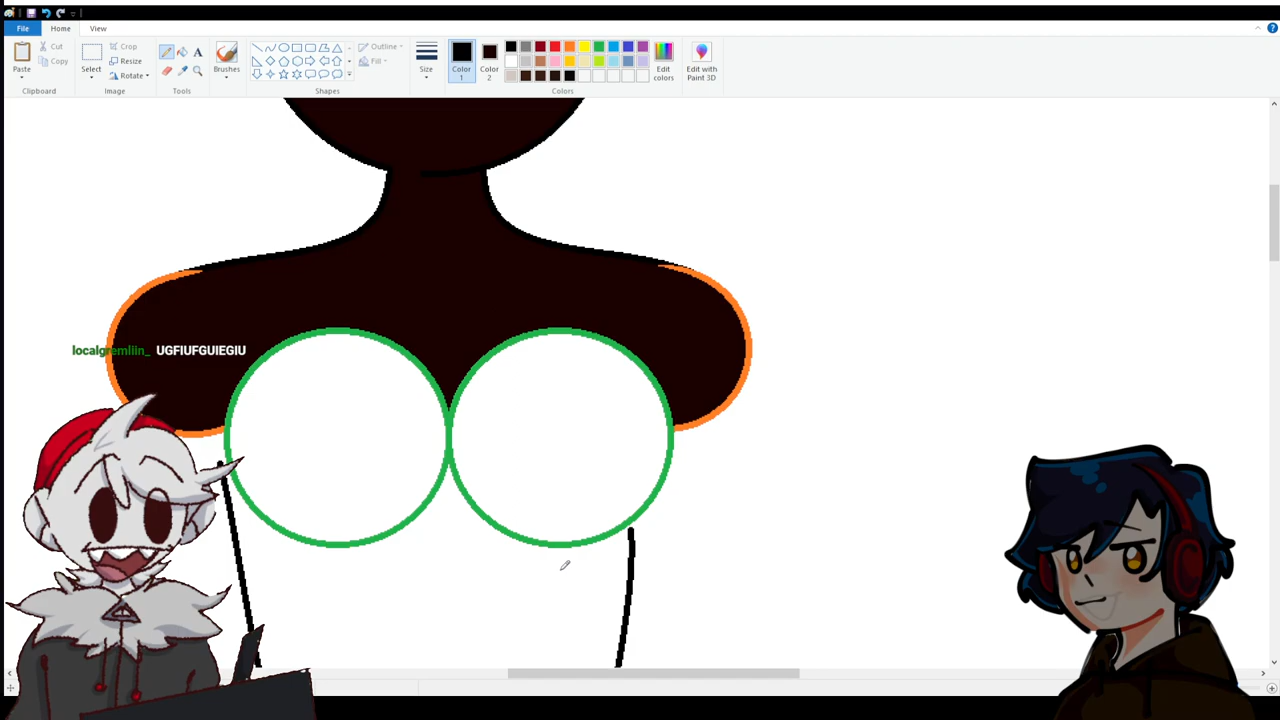 File
Home
View
Paste
Cut
Copy
Clipboard
Select
Crop
Resize
Rotate
Image
A
Tools
Brushes
Outline
Fill
Shapes
Size
Color 1
Color 2
Edit colors
Colors
Edit with Paint 3D
localgremliin_ UGFIUFGUIEGIU